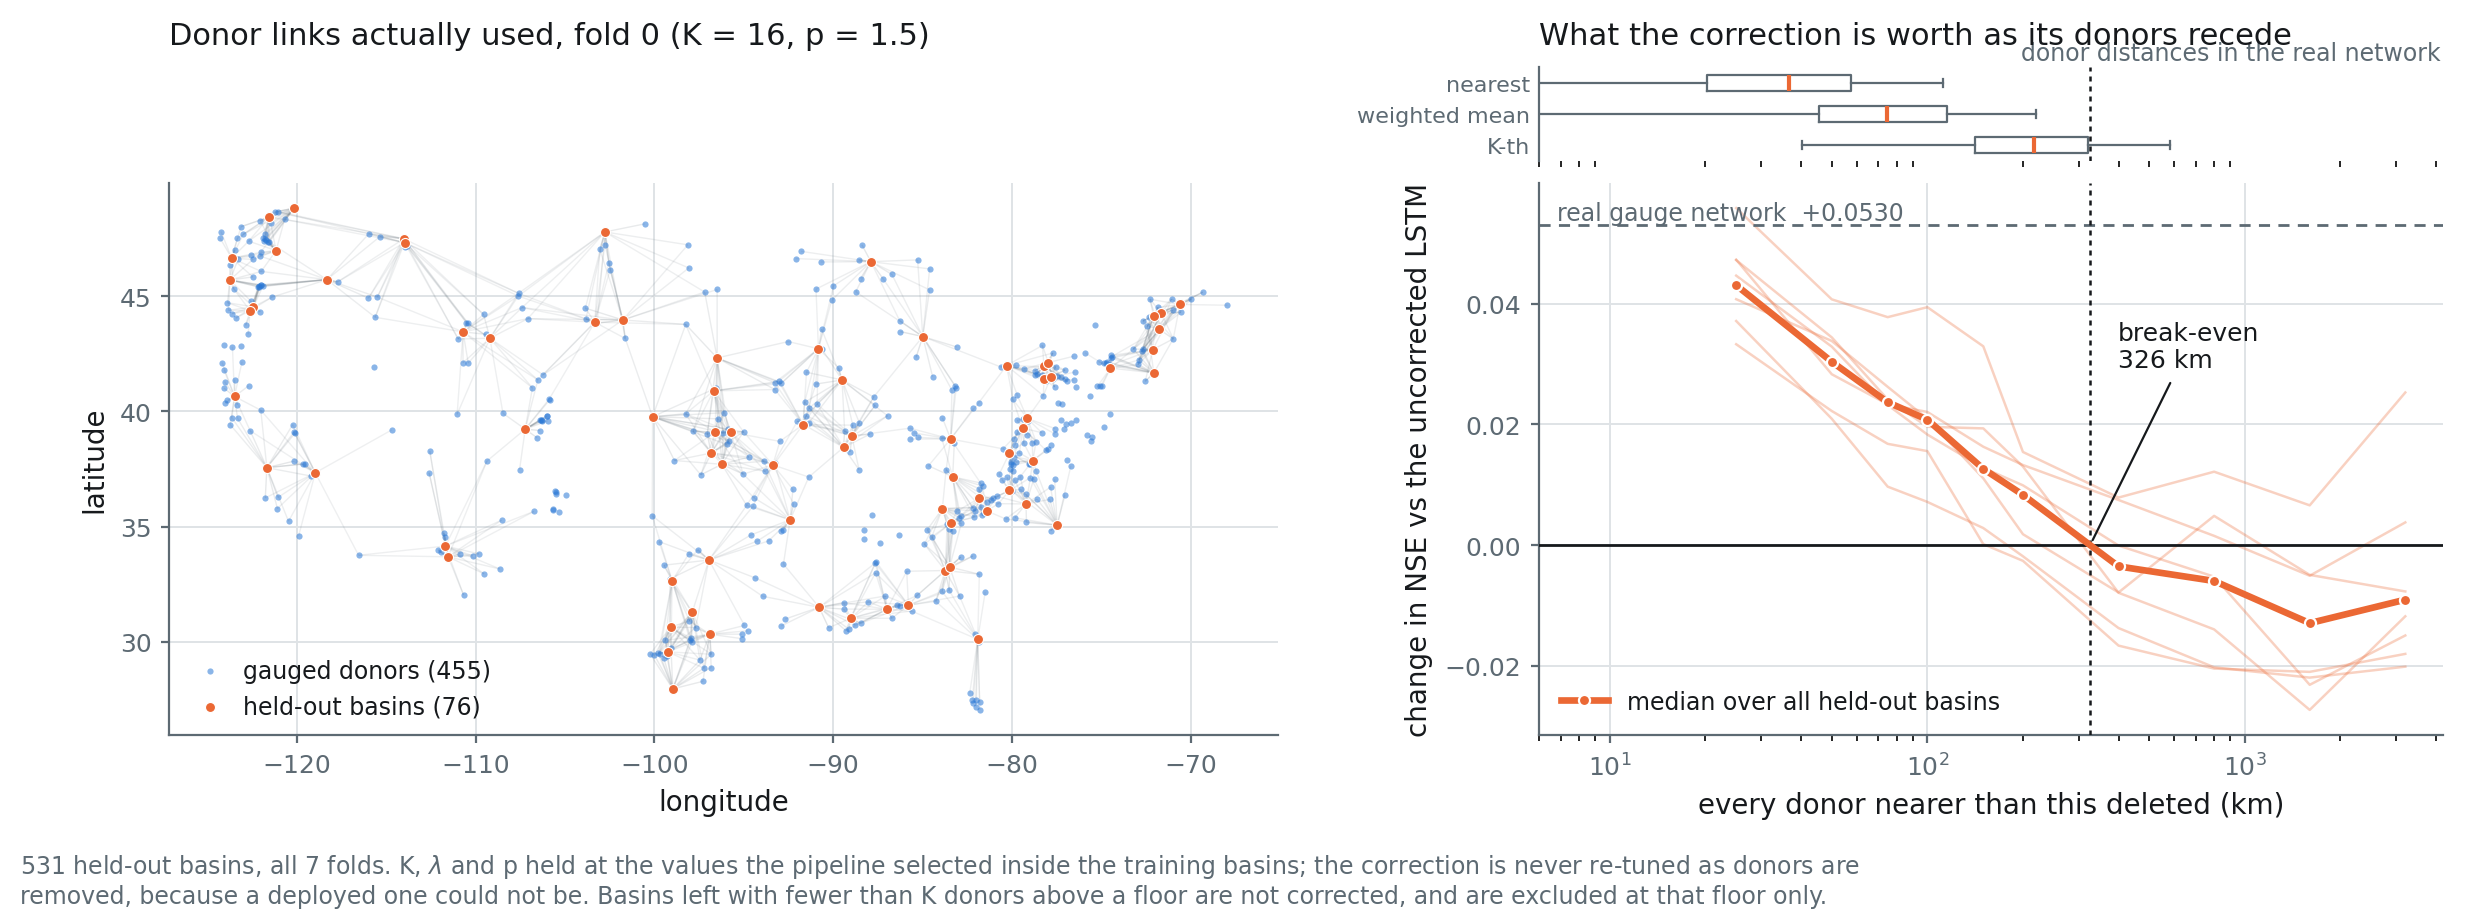 Donor links actually used, fold 0 (K = 16, p = 1.5)
45
40
35
30
latitude
gauged donors (455)
held-out basins (76)
−120
−110
−100
−90
−80
−70
longitude
What the correction is worth as its donors recede
donor distances in the real network
nearest
weighted mean
K-th
real gauge network +0.0530
0.04
0.02
0.00
−0.02
change in NSE vs the uncorrected LSTM
break-even
326 km
median over all held-out basins
10¹
10²
10³
every donor nearer than this deleted (km)
531 held-out basins, all 7 folds. K, λ and p held at the values the pipeline selected inside the training basins; the correction is never re-tuned as donors are
removed, because a deployed one could not be. Basins left with fewer than K donors above a floor are not corrected, and are excluded at that floor only.